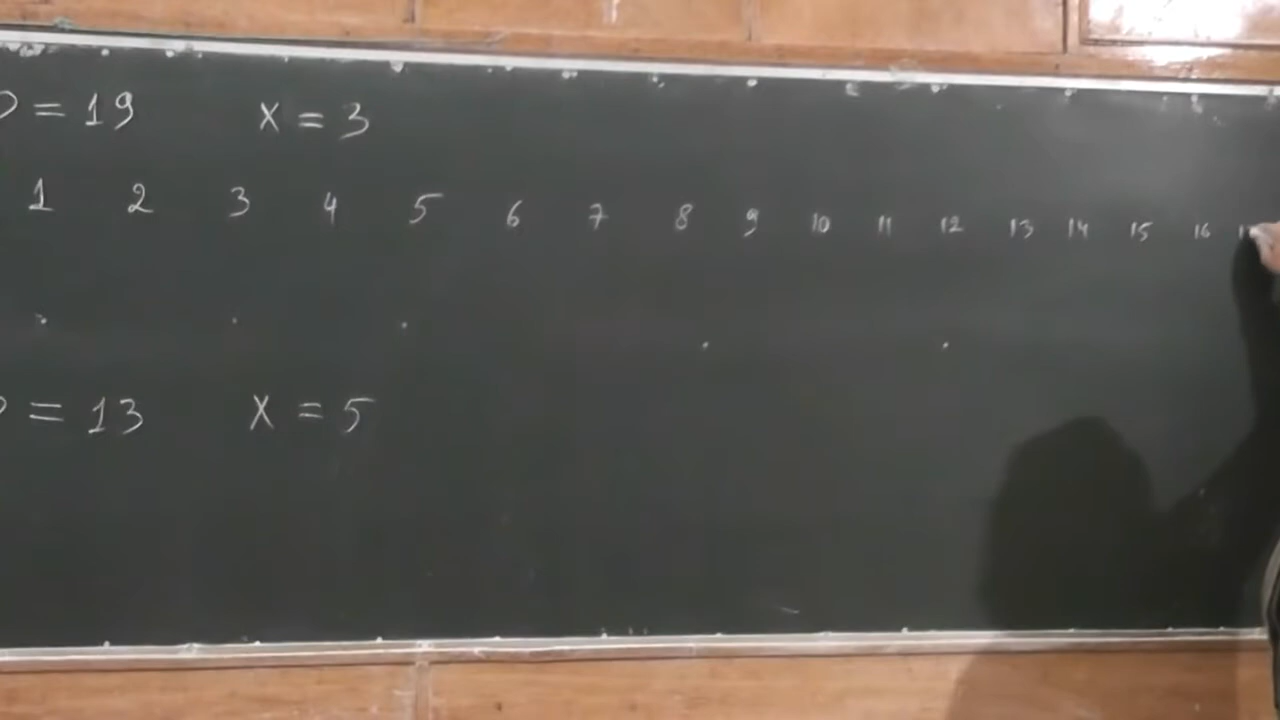 = 19 X = 3
1 2 3 4 5 6 7 8 9 10 11 12 13 14 15 16
= 13 X = 5